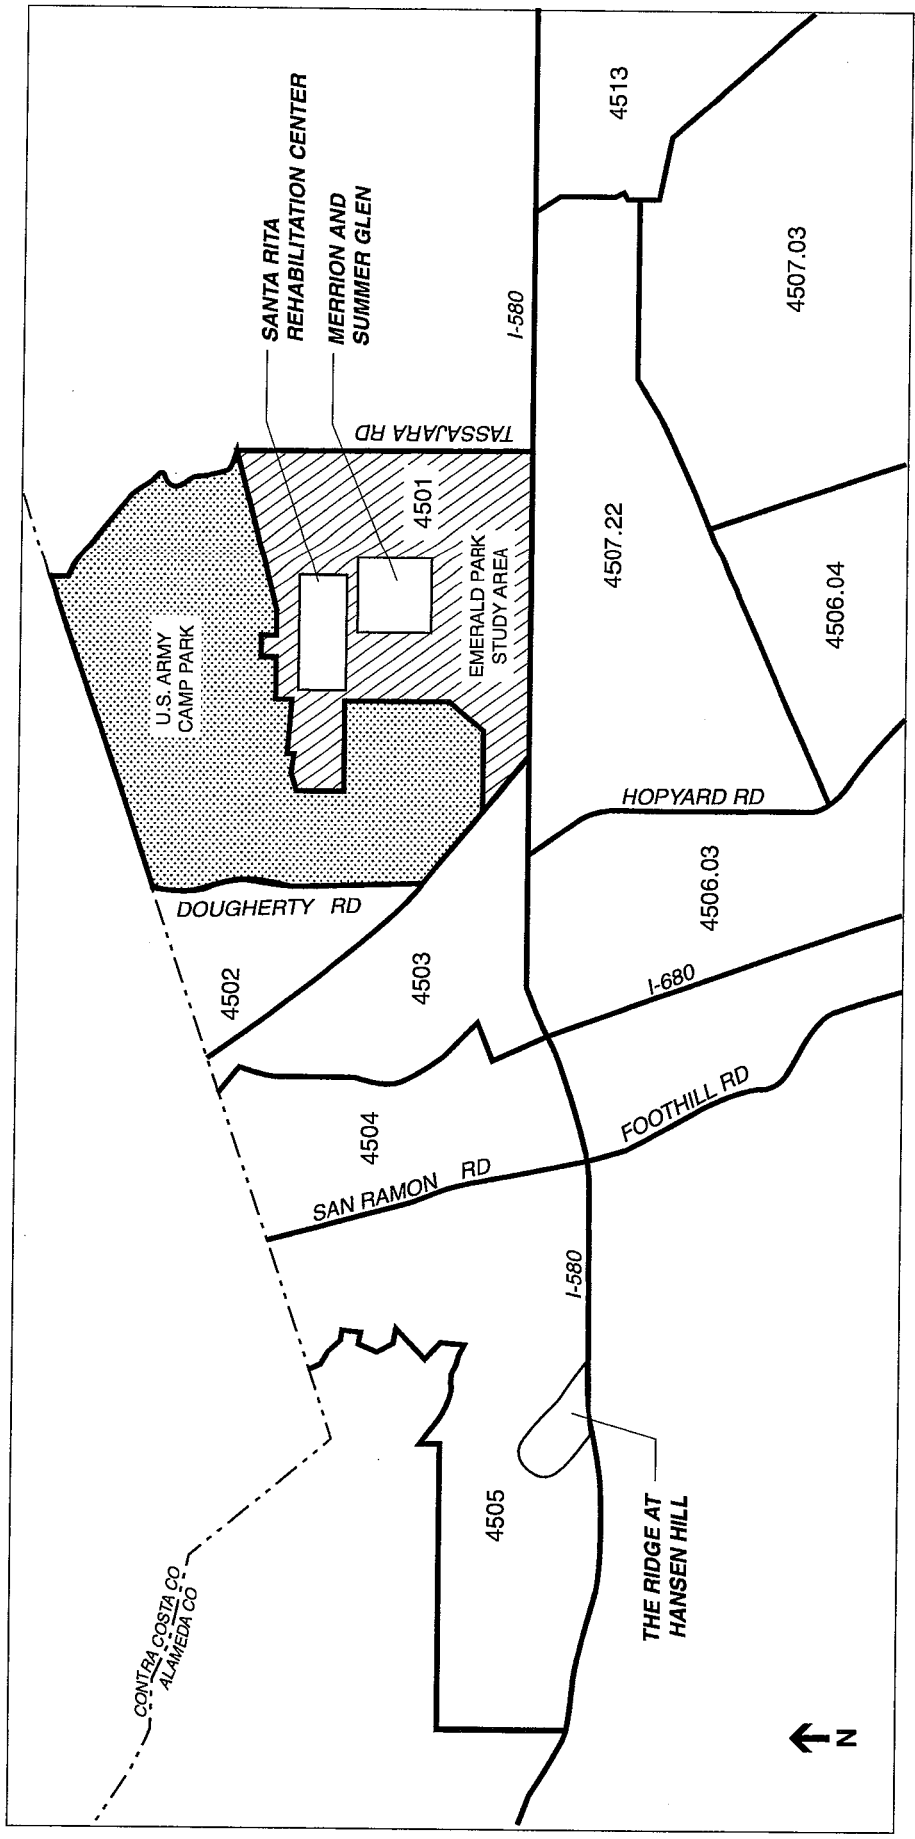 CONTRA COSTA CO
ALAMEDA CO
THE RIDGE AT
HANSEN HILL
4505
I-580
SAN RAMON RD
4504
FOOTHILL RD
I-680
4502
4503
DOUGHERTY RD
4506.03
HOPYARD RD
U.S. ARMY
CAMP PARK
EMERALD PARK
STUDY AREA
4501
4507.22
4506.04
TASSAJARA RD
SANTA RITA
REHABILITATION CENTER
MERRION AND
SUMMER GLEN
I-580
4507.03
4513
N